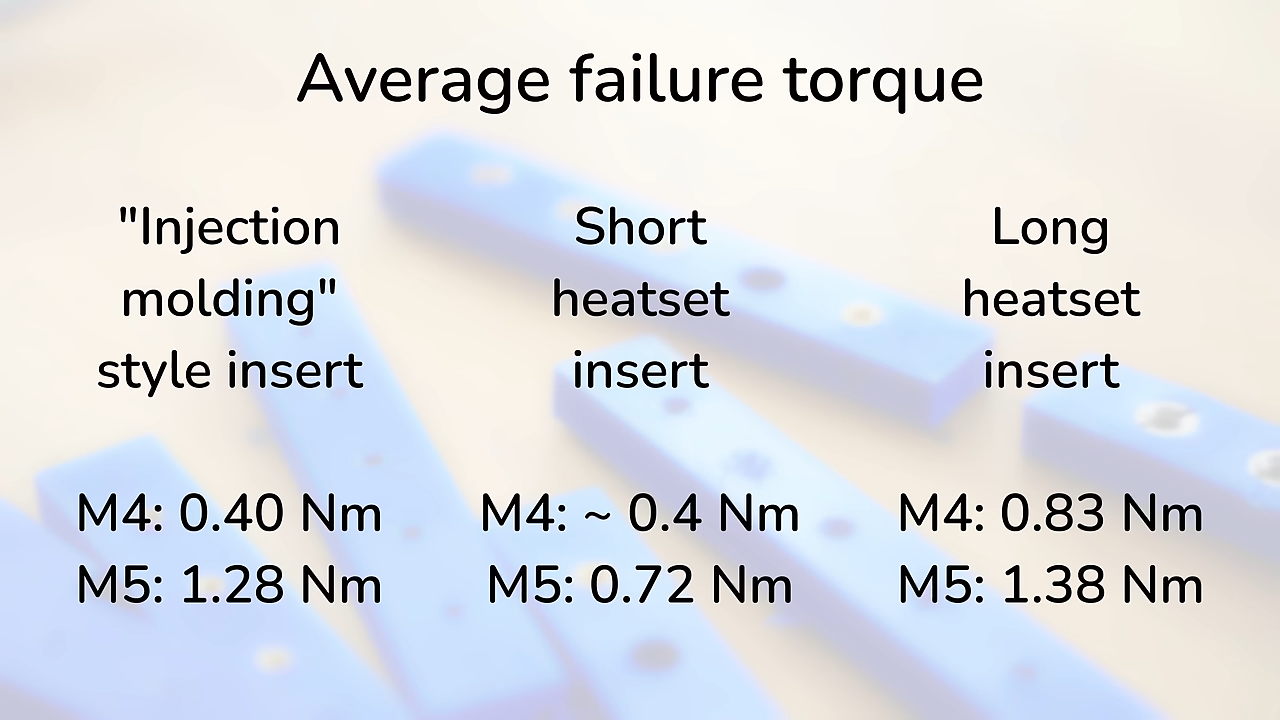 Average failure torque
"Injection
molding"
style insert
M4: 0.40 Nm
M5: 1.28 Nm
Short
heatset
insert
M4: ~ 0.4 Nm
M5: 0.72 Nm
Long
heatset
insert
M4: 0.83 Nm
M5: 1.38 Nm